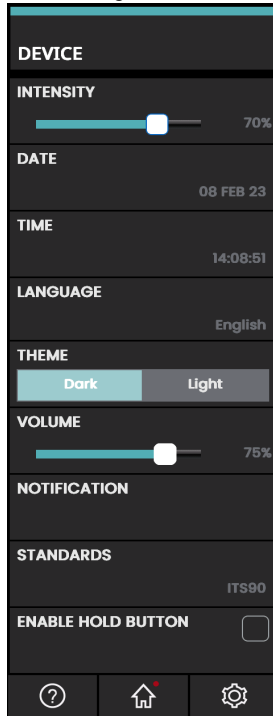 DEVICE
INTENSITY
70%
DATE
08 FEB 23
TIME
14:08:51
LANGUAGE
English
THEME
Dark Light
VOLUME
75%
NOTIFICATION
STANDARDS
ITS90
ENABLE HOLD BUTTON
?